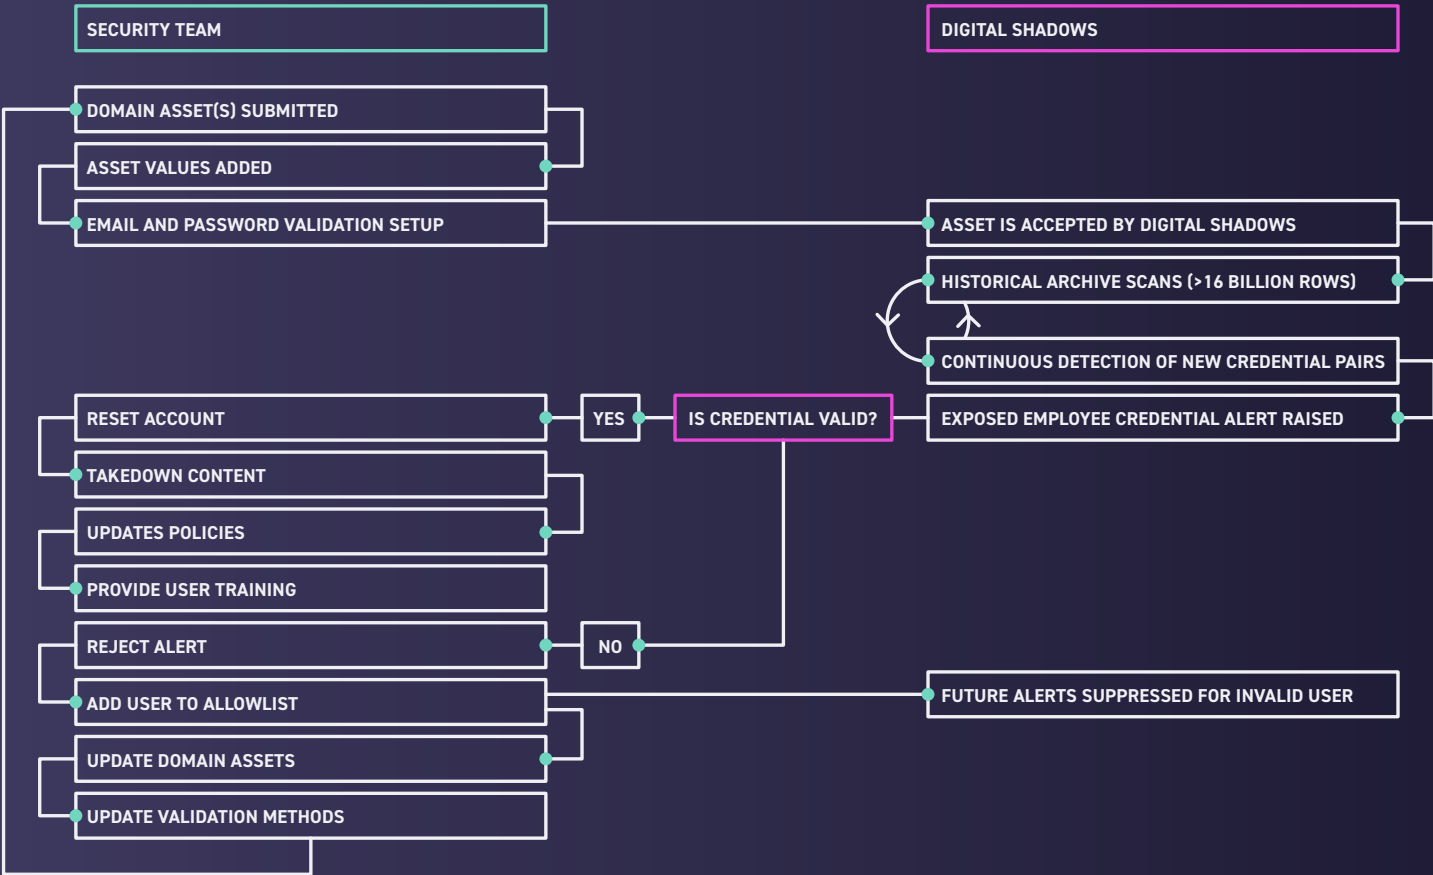 SECURITY TEAM
DIGITAL SHADOWS
DOMAIN ASSET(S) SUBMITTED
ASSET VALUES ADDED
EMAIL AND PASSWORD VALIDATION SETUP
ASSET IS ACCEPTED BY DIGITAL SHADOWS
HISTORICAL ARCHIVE SCANS (>16 BILLION ROWS)
CONTINUOUS DETECTION OF NEW CREDENTIAL PAIRS
RESET ACCOUNT
YES
IS CREDENTIAL VALID?
EXPOSED EMPLOYEE CREDENTIAL ALERT RAISED
TAKEDOWN CONTENT
UPDATES POLICIES
PROVIDE USER TRAINING
REJECT ALERT
NO
ADD USER TO ALLOWLIST
FUTURE ALERTS SUPPRESSED FOR INVALID USER
UPDATE DOMAIN ASSETS
UPDATE VALIDATION METHODS